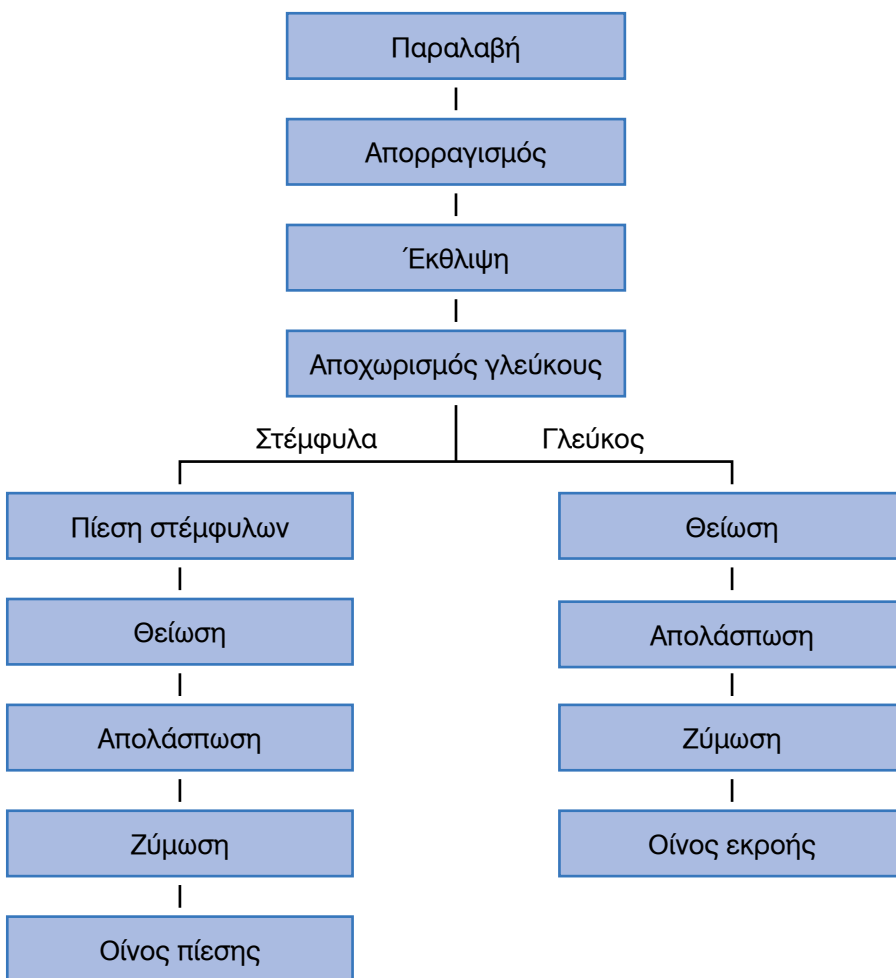 Παραλαβή
Απορραγισμός
Έκθλιψη
Αποχωρισμός γλεύκους
Στέμφυλα
Γλεύκος
Πίεση στέμφυλων
Θείωση
Απολάσπωση
Ζύμωση
Οίνος πίεσης
Θείωση
Απολάσπωση
Ζύμωση
Οίνος εκροής